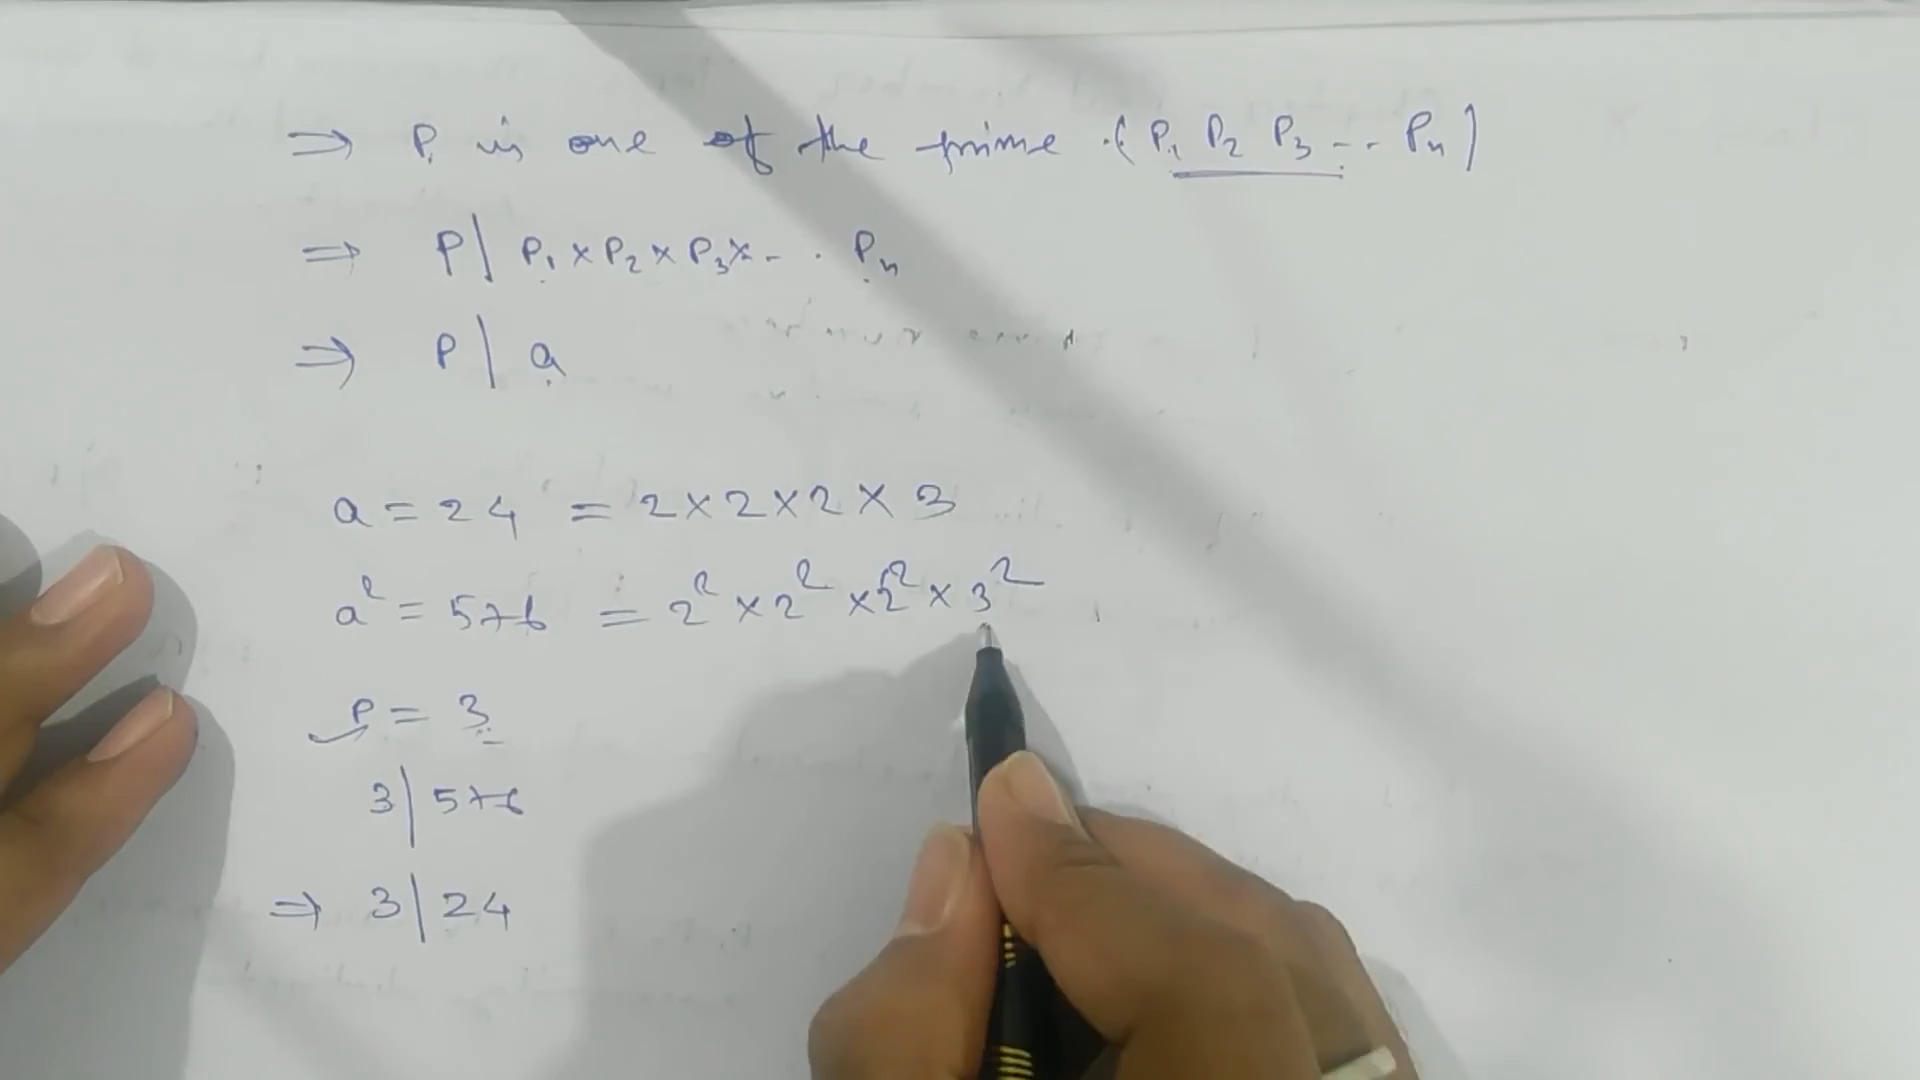 ⇒ P is one of the prime (P₁ P₂ P₃ -.. Pₙ)
⇒ P | P₁ × P₂ × P₃ × - . Pₙ
⇒ P | a
a = 24 = 2 × 2 × 2 × 3
a² = 576 = 2² × 2² × 2² × 3²
P = 3
3 | 576
⇒ 3 | 24